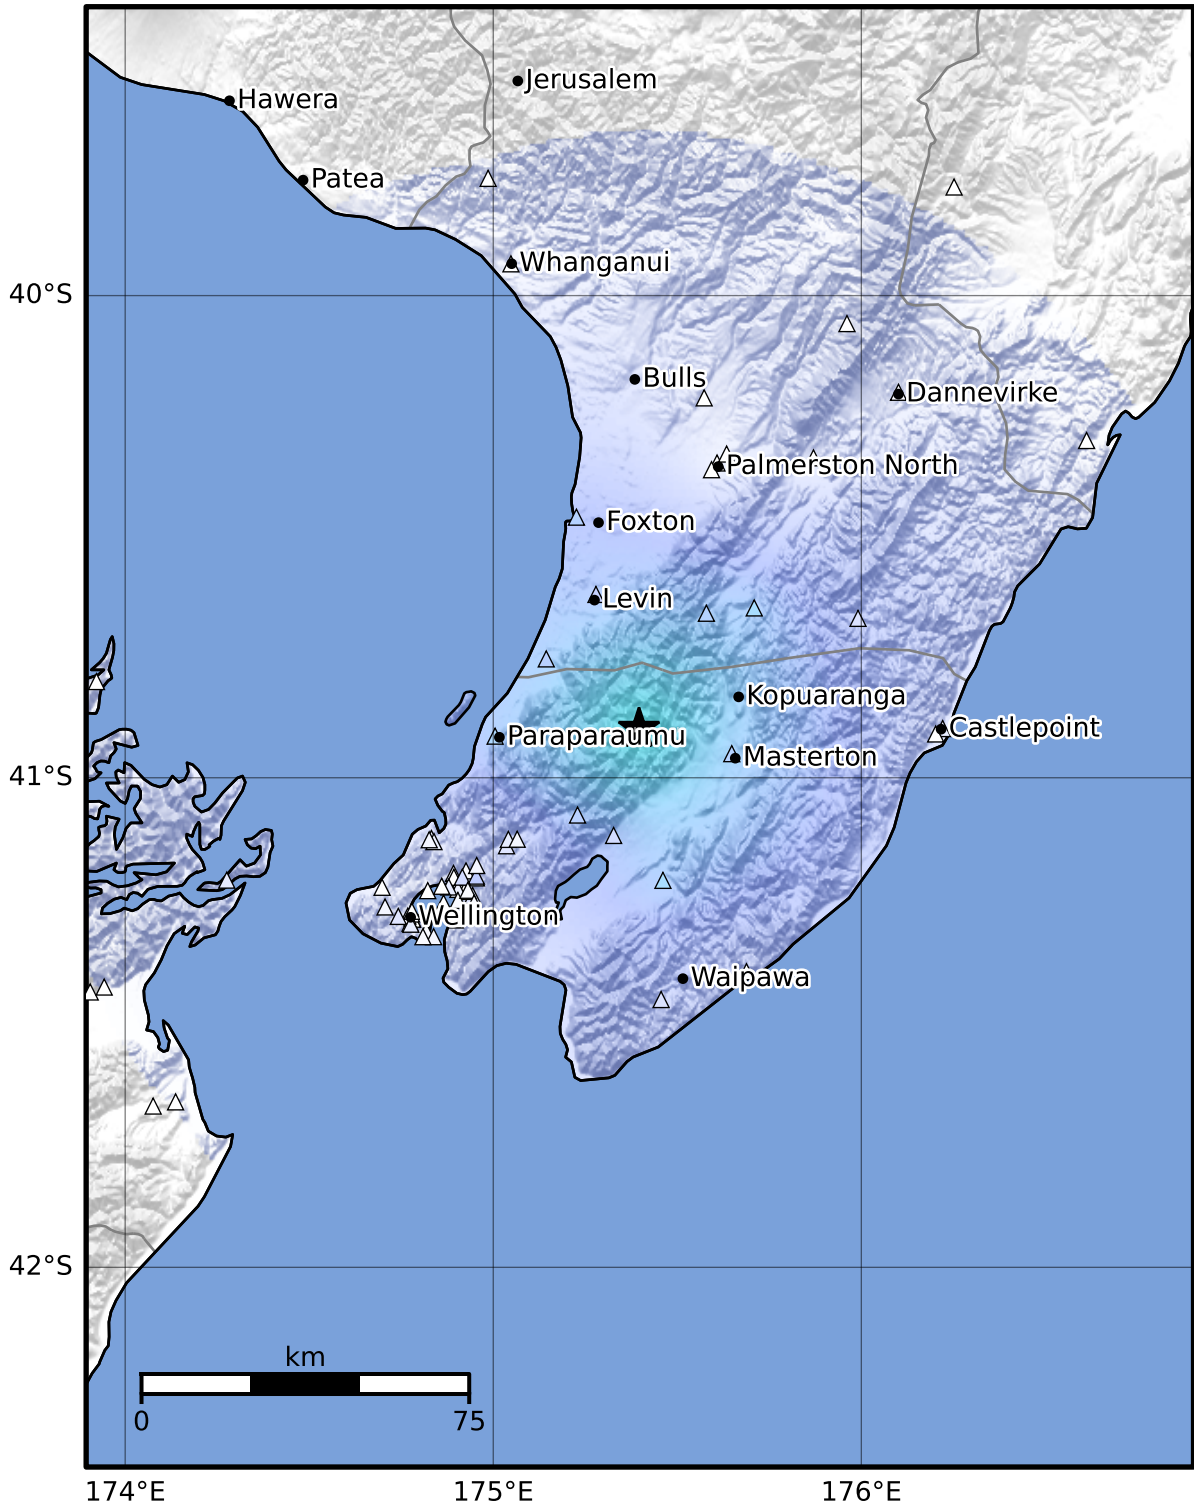 Jerusalem
Hawera
Patea
Whanganui
40°S
Bulls
Dannevirke
Palmerston North
Foxton
Levin
Kopuaranga
Castlepoint
Paraparaumu
Masterton
41°S
Wellington
Waipawa
42°S
km
0 75
174°E 175°E 176°E